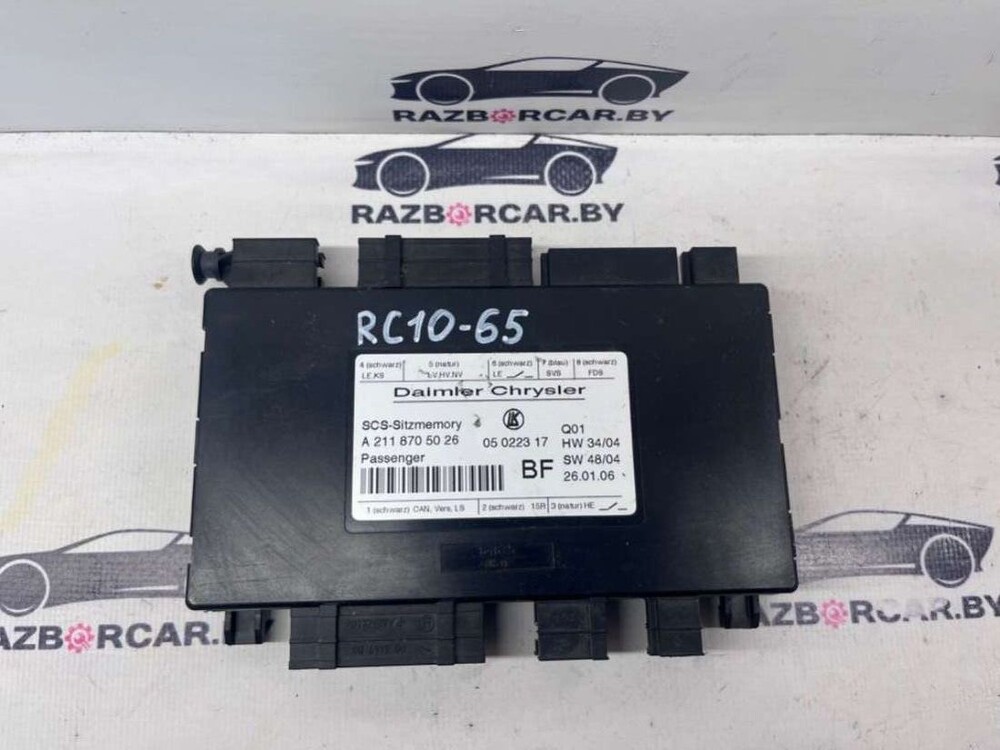 RAZBORCAR.BY
RAZBORCAR.BY
RC10-65
4 (schwarz) 5 (natur) 6 (schwarz) 7 (blau) 8 (schwarz)
LE,KS LV,HV,NV LE SVB FDS
Daimler Chrysler
SCS-Sitzmemory Q01
A 211 870 50 26 05 0223 17 HW 34/04
Passenger BF SW 48/04
26.01.06
1 (schwarz) CAN, Vers, LS 2 (schwarz) 15R 3 (natur) HE
RAZBORCAR.BY
RAZBORCAR.BY